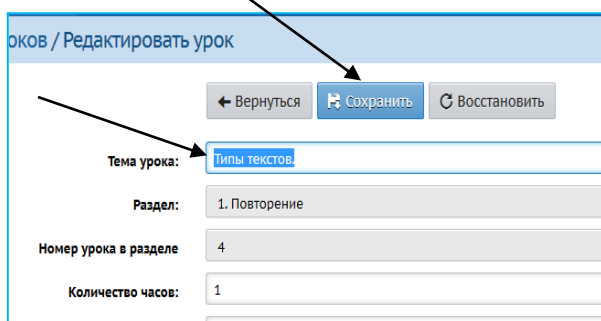 оков / Редактировать урок
Вернуться Сохранить Восстановить
Тема урока: Типы текстов.
Раздел: 1. Повторение
Номер урока в разделе 4
Количество часов: 1